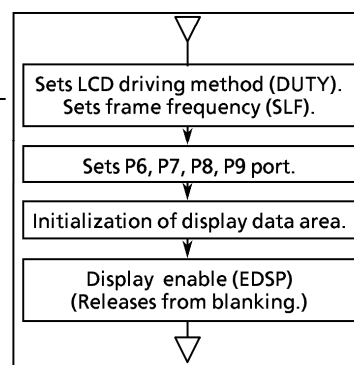 Sets LCD driving method (DUTY).
Sets frame frequency (SLF).
Sets P6, P7, P8, P9 port.
Initialization of display data area.
Display enable (EDSP)
(Releases from blanking.)